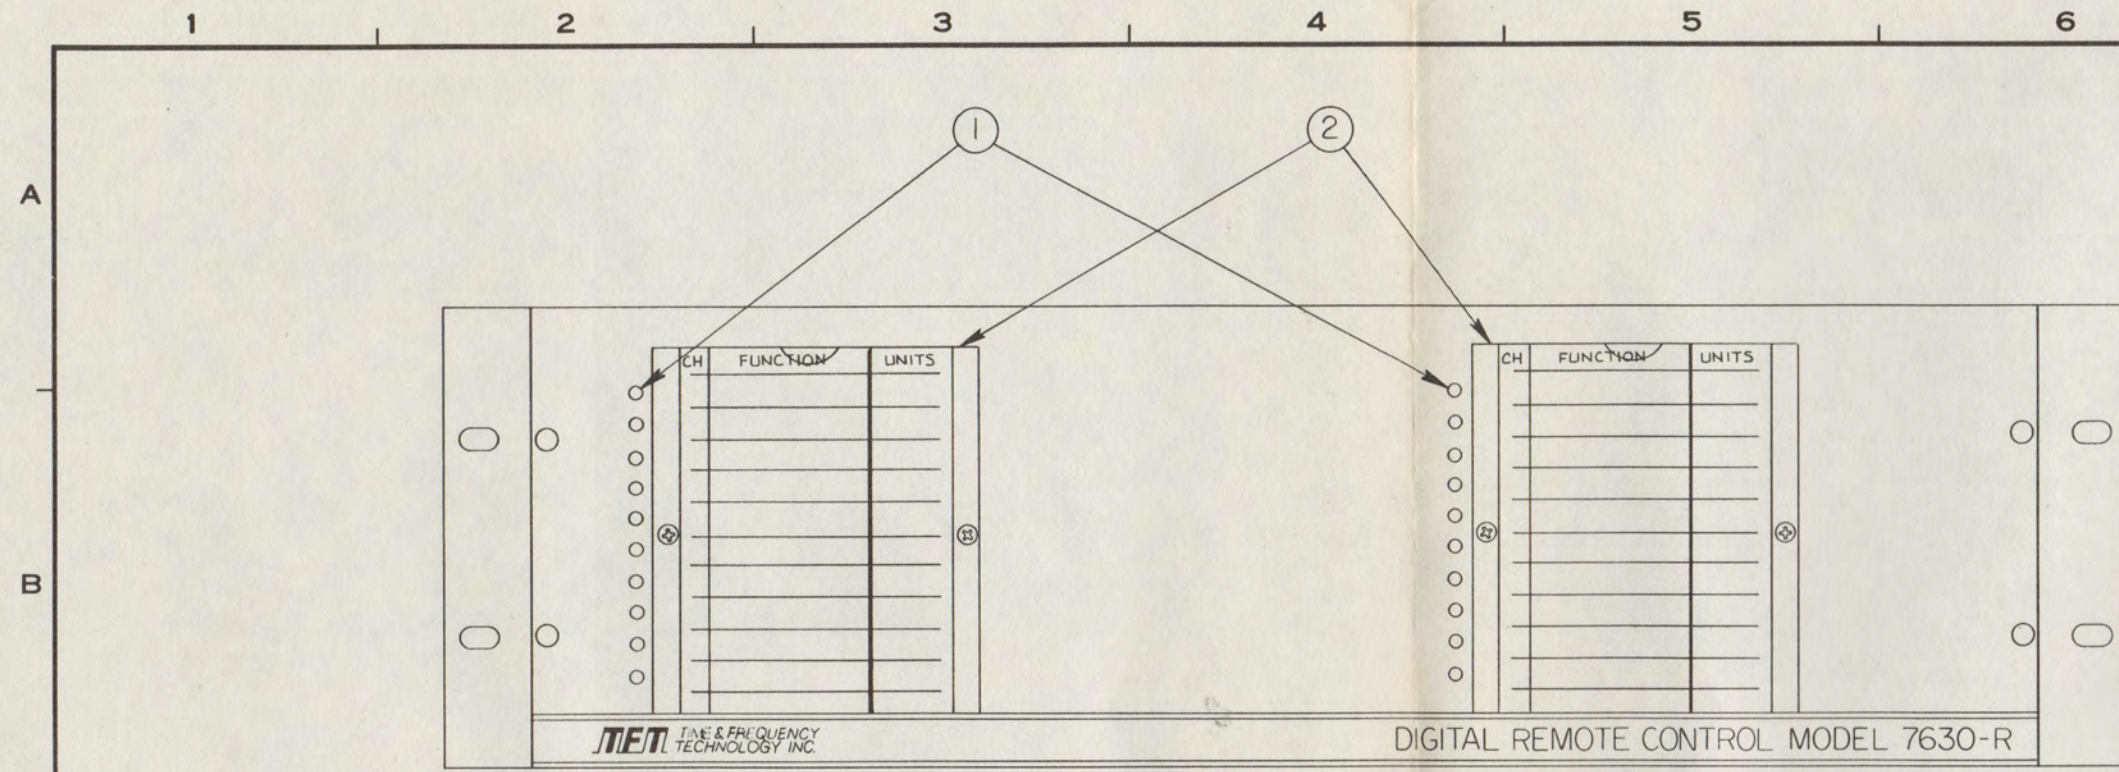 1 2 3 4 5 6
1 2
A
CH FUNCTION UNITS
CH FUNCTION UNITS
B
TFT TIME & FREQUENCY
TECHNOLOGY INC.
DIGITAL REMOTE CONTROL MODEL 7630-R